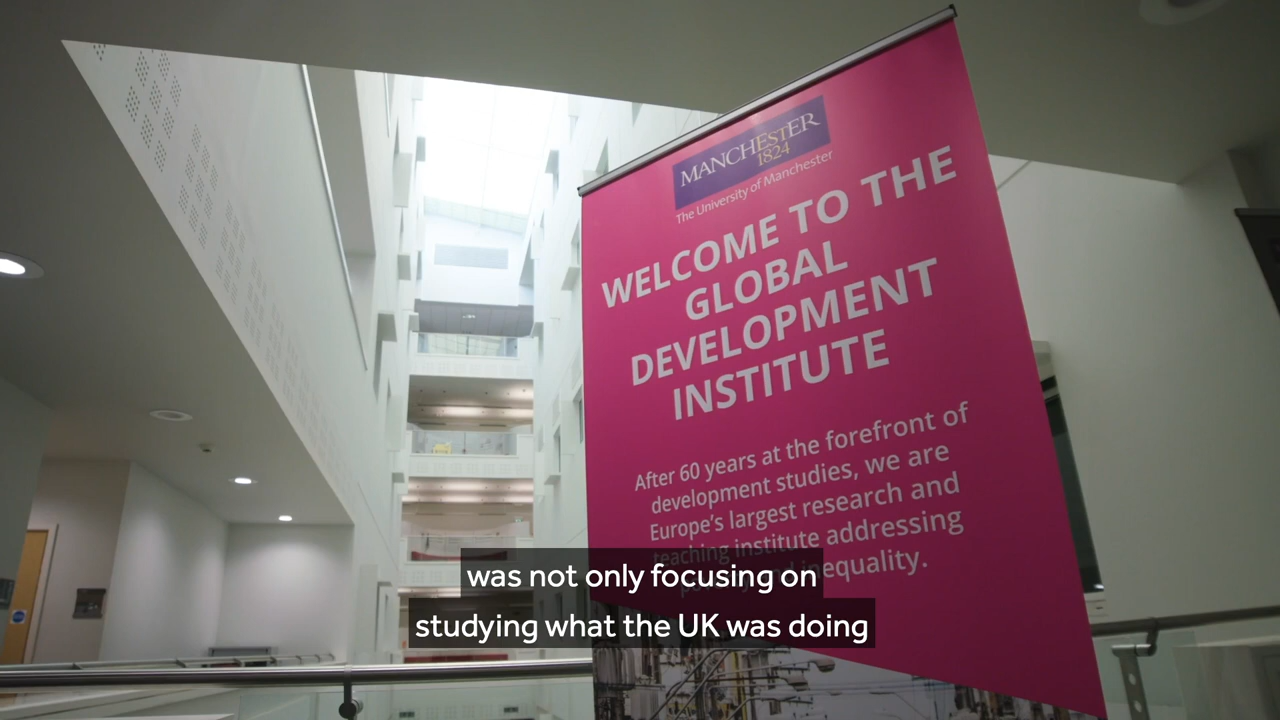 MANCHESTER
1824
The University of Manchester
WELCOME TO THE
GLOBAL
DEVELOPMENT
INSTITUTE
After 60 years at the forefront of
development studies, we are
Europe's largest research and
teaching institute addressing
inequality.
was not only focusing on
studying what the UK was doing